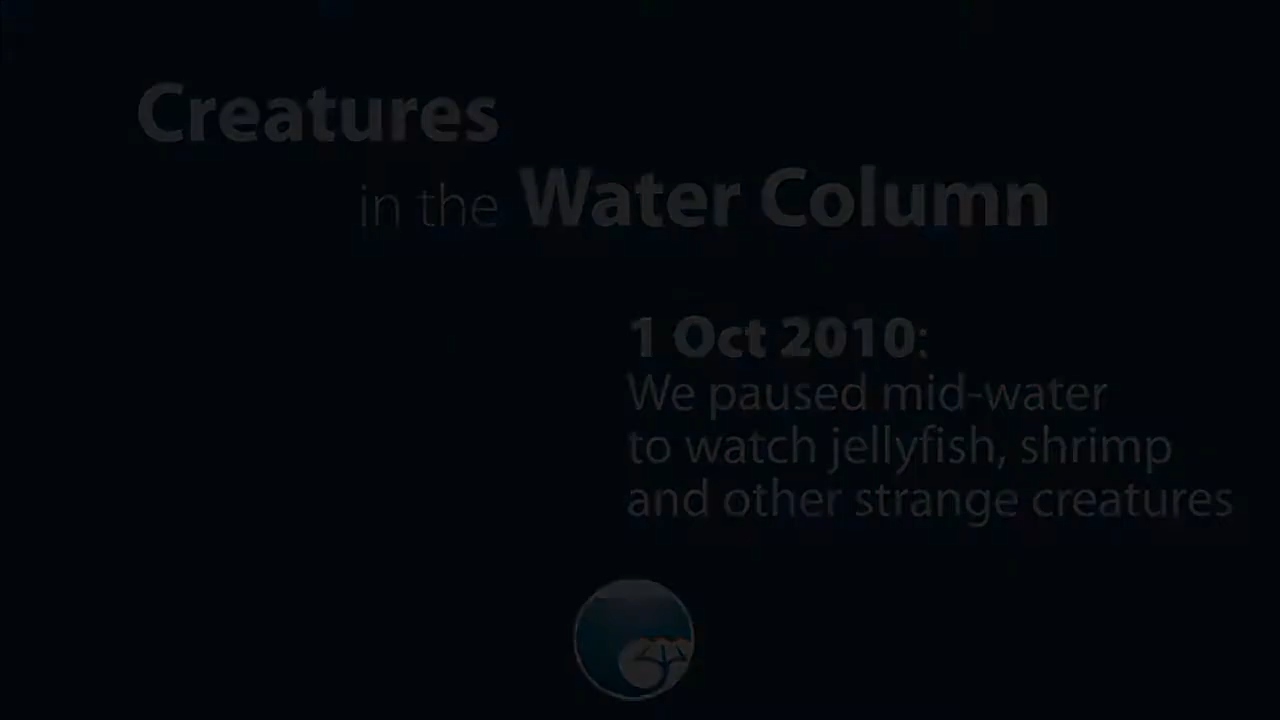 Creatures
in the Water Column
1 Oct 2010:
We paused mid-water
to watch jellyfish, shrimp
and other strange creatures